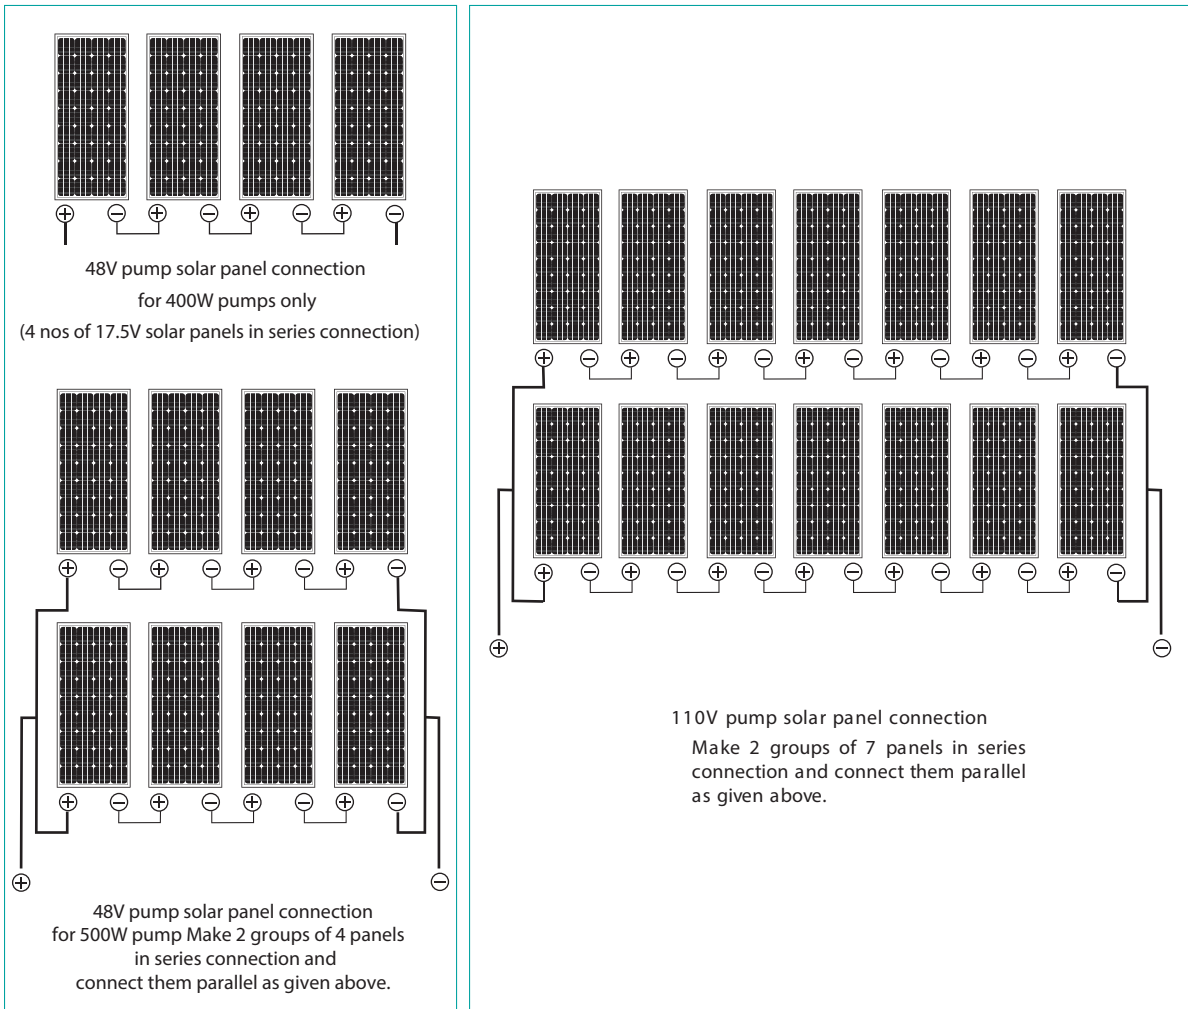 48V pump solar panel connection
for 400W pumps only
(4 nos of 17.5V solar panels in series connection)
48V pump solar panel connection
for 500W pump Make 2 groups of 4 panels
in series connection and
connect them parallel as given above.
110V pump solar panel connection
Make 2 groups of 7 panels in series
connection and connect them parallel
as given above.